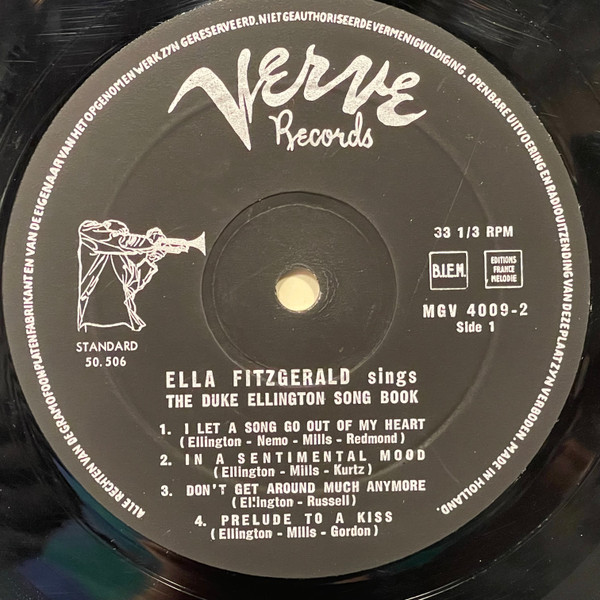 ALLE RECHTEN VAN DE GRAMOFOONPLATENFABRIKANT EN VAN DE EIGENAAR VAN HET OPGENOMEN WERK ZYN GERESERVEERD. NIET GEAUTHORISEERDE VERMENIGVULDIGING, OPENBARE UITVOERING EN RADIOUITZENDING VAN DEZE PLAAT ZYN VERBODEN. MADE IN HOLLAND.
Verve
Records
33 1/3 RPM
B.I.E.M.
EDITIONS
FRANCE
MELODIE
MGV 4009-2
Side 1
STANDARD
50.506
ELLA FITZGERALD sings
THE DUKE ELLINGTON SONG BOOK
1. I LET A SONG GO OUT OF MY HEART
(Ellington - Nemo - Mills - Redmond)
2. IN A SENTIMENTAL MOOD
(Ellington - Mills - Kurtz)
3. DON'T GET AROUND MUCH ANYMORE
(Ellington - Russell)
4. PRELUDE TO A KISS
(Ellington - Mills - Gordon)